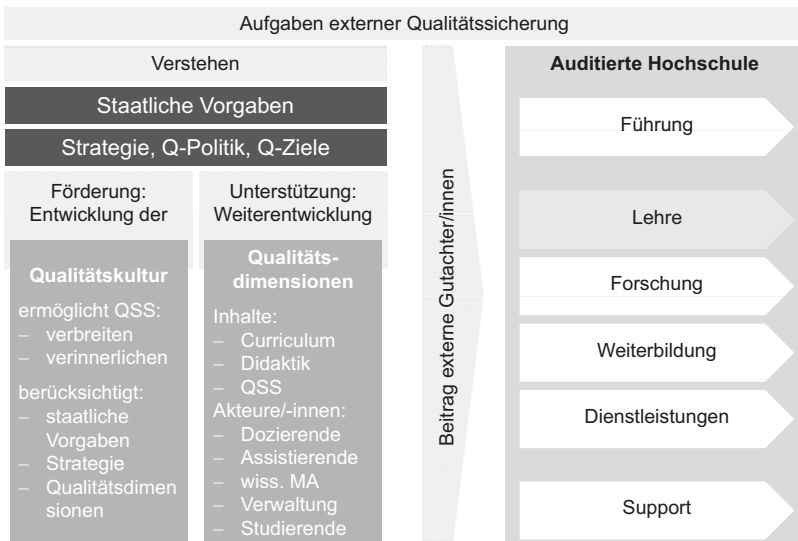 Aufgaben externer Qualitätssicherung
Verstehen
Staatliche Vorgaben
Strategie, Q-Politik, Q-Ziele
Förderung:
Entwicklung der
Qualitätskultur
ermöglicht QSS:
– verbreiten
– verinnerlichen
berücksichtigt:
– staatliche
Vorgaben
– Strategie
– Qualitätsdimen
sionen
Unterstützung:
Weiterentwicklung
Qualitäts-
dimensionen
Inhalte:
– Curriculum
– Didaktik
– QSS
Akteure/-innen:
– Dozierende
– Assistierende
– wiss. MA
– Verwaltung
– Studierende
Beitrag externe Gutachter/innen
Auditierte Hochschule
Führung
Lehre
Forschung
Weiterbildung
Dienstleistungen
Support